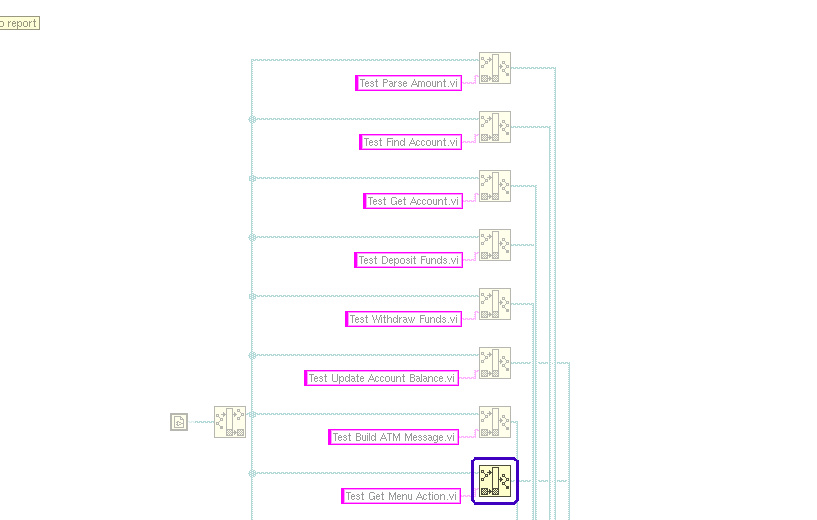 o report
Test Parse Amount.vi
Test Find Account.vi
Test Get Account.vi
Test Deposit Funds.vi
Test Withdraw Funds.vi
Test Update Account Balance.vi
Test Build ATM Message.vi
Test Get Menu Action.vi